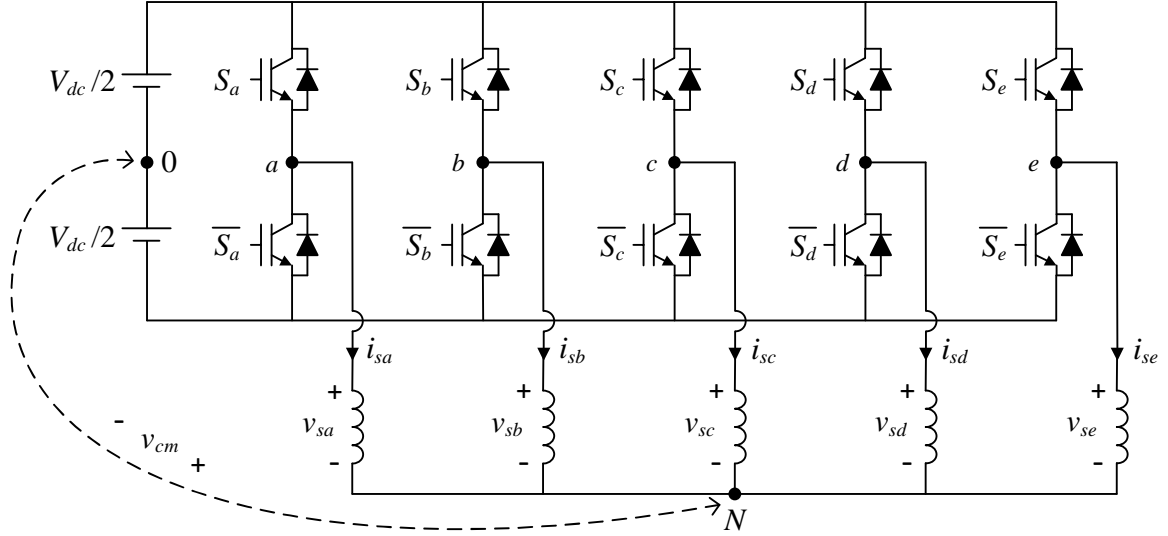 V_dc/2 S_a S_b S_c S_d S_e
0 a b c d e
V_dc/2 S̅_a S̅_b S̅_c S̅_d S̅_e
i_sa i_sb i_sc i_sd i_se
+ + + + +
- v_cm + v_sa v_sb v_sc v_sd v_se
- - - - -
N